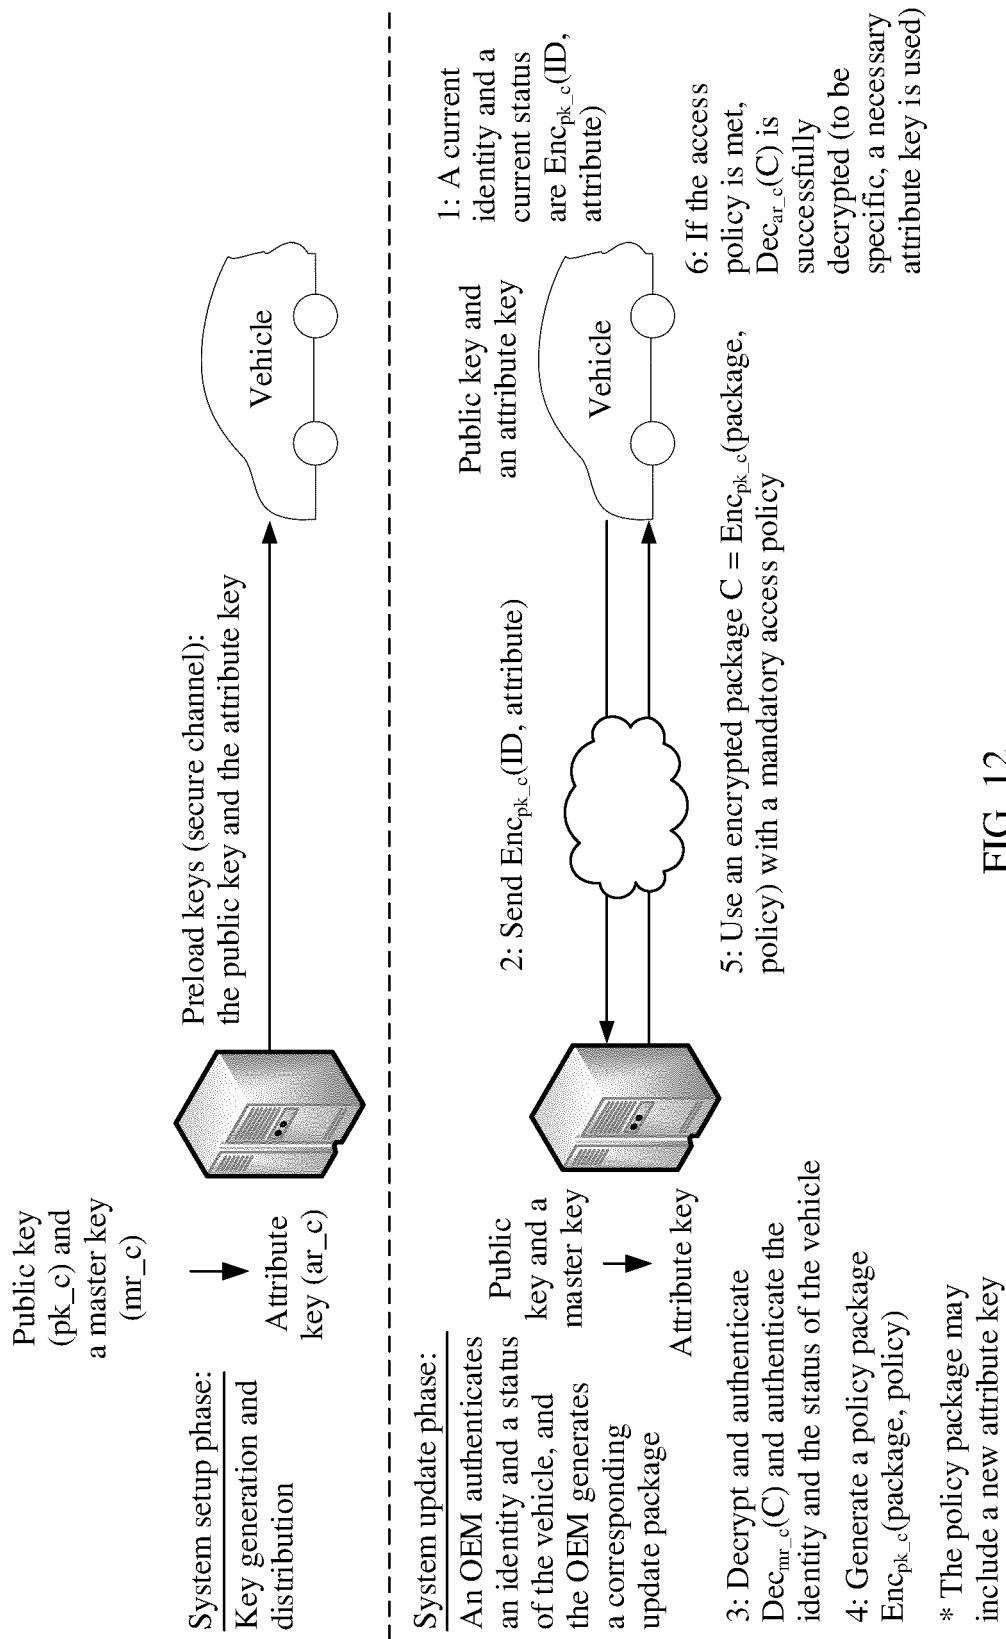 System setup phase:
Key generation and
distribution
Public key
(pk_c) and
a master key
(mr_c)
Attribute
key (ar_c)
Preload keys (secure channel):
the public key and the attribute key
Vehicle
System update phase:
An OEM authenticates
an identity and a status
of the vehicle, and
the OEM generates
a corresponding
update package
Public
key and a
master key
Attribute key
2: Send Enc_pk_c(ID, attribute)
Public key and
an attribute key
Vehicle
1: A current
identity and a
current status
are Enc_pk_c(ID,
attribute)
3: Decrypt and authenticate
Dec_mr_c(C) and authenticate the
identity and the status of the vehicle
4: Generate a policy package
Enc_pk_c(package, policy)
* The policy package may
include a new attribute key
5: Use an encrypted package C = Enc_pk_c(package,
policy) with a mandatory access policy
6: If the access
policy is met,
Dec_ar_c(C) is
successfully
decrypted (to be
specific, a necessary
attribute key is used)
FIG. 12